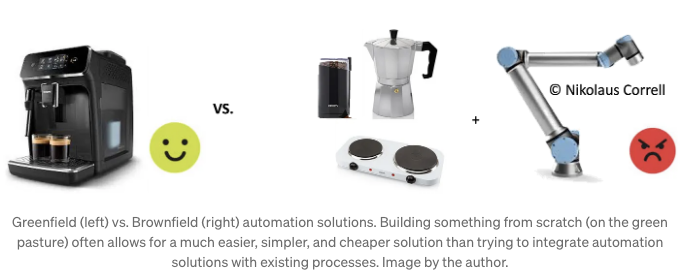 vs.
+
© Nikolaus Correll
Greenfield (left) vs. Brownfield (right) automation solutions. Building something from scratch (on the green
pasture) often allows for a much easier, simpler, and cheaper solution than trying to integrate automation
solutions with existing processes. Image by the author.